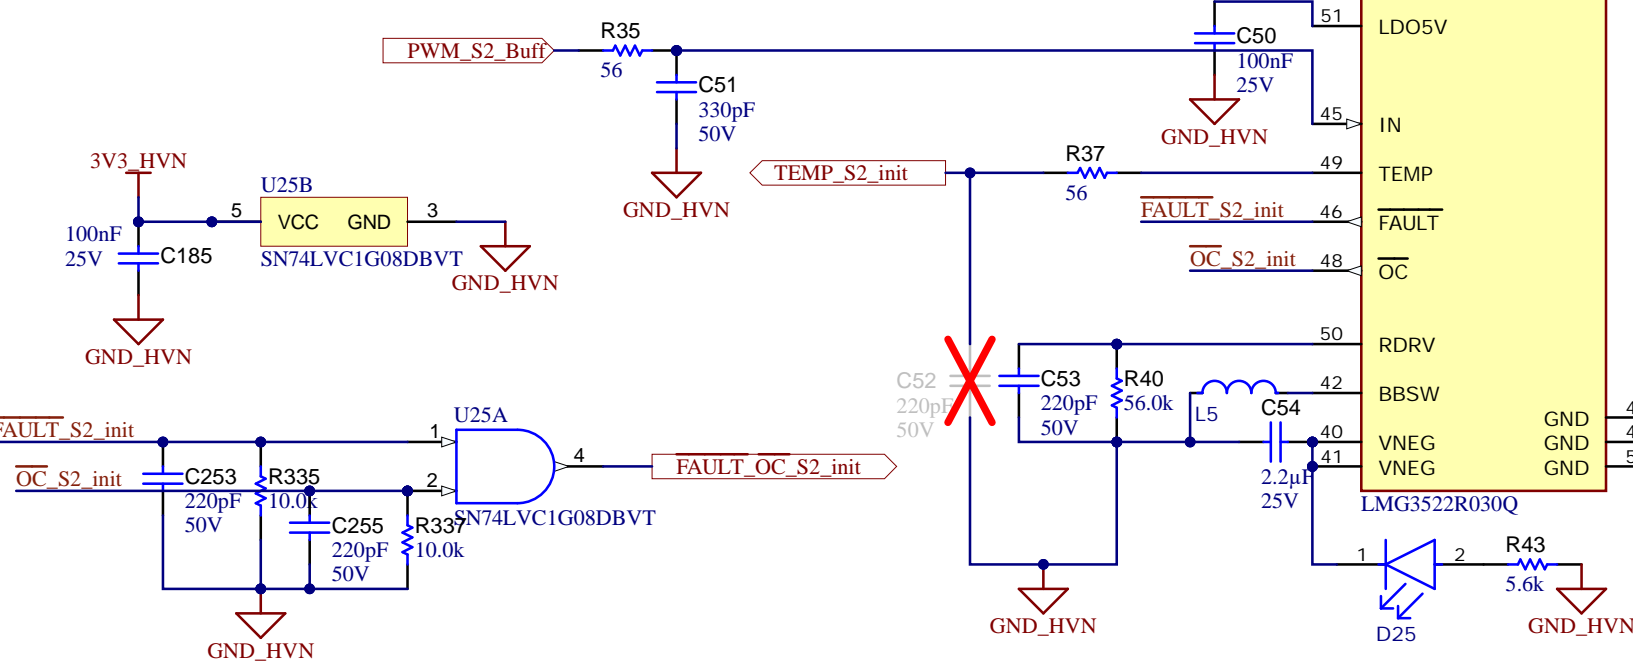 R35
PWM_S2_Buff
56
C51
330pF
50V
GND_HVN
C50
100nF
25V
GND_HVN
51
LDO5V
45
IN
TEMP_S2_init
R37
56
49
TEMP
FAULT_S2_init
46
FAULT
OC_S2_init
48
OC
3V3_HVN
100nF
25V
C185
GND_HVN
U25B
5
VCC
GND
3
SN74LVC1G08DBVT
GND_HVN
50
RDRV
C52
220pF
50V
C53
220pF
50V
R40
56.0k
42
BBSW
L5
C54
2.2µF
25V
40
VNEG
41
VNEG
GND
GND
GND
4
4
5
LMG3522R030Q
GND_HVN
1
2
R43
5.6k
D25
GND_HVN
FAULT_S2_init
OC_S2_init
C253
220pF
50V
R335
10.0k
C255
220pF
50V
R337
10.0k
U25A
1
2
4
SN74LVC1G08DBVT
FAULT_OC_S2_init
GND_HVN